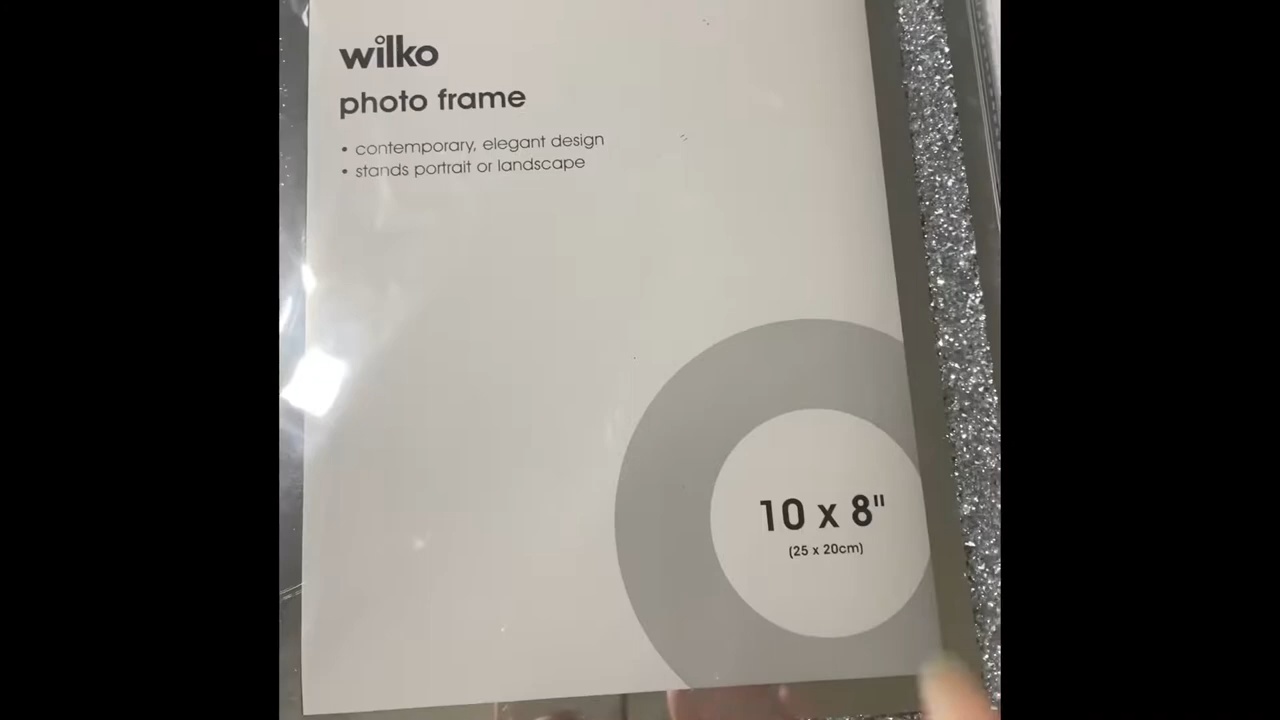 wilko
photo frame
• contemporary, elegant design
• stands portrait or landscape
10 x 8"
(25 x 20cm)